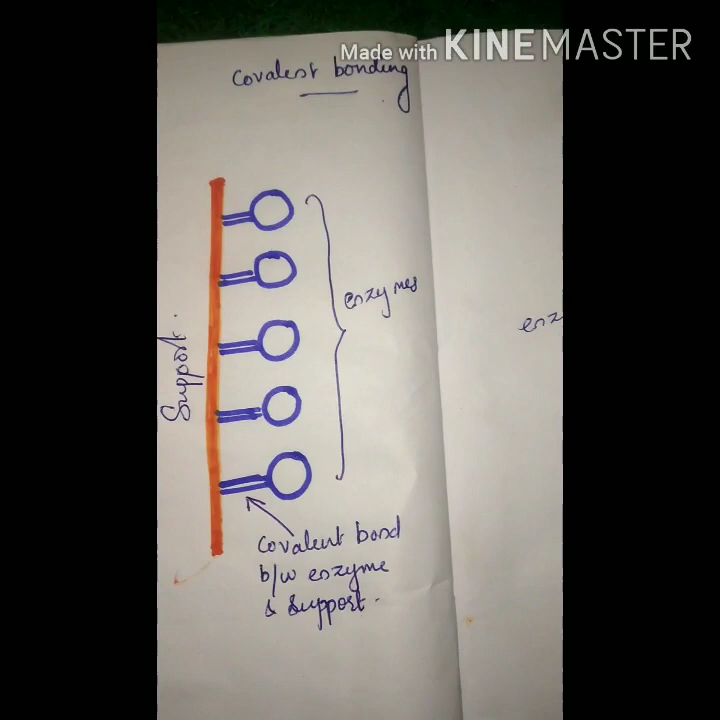 Made with KINEMASTER
Covalent bonding
enzymes
Support.
enz
Covalent bond
b/w enzyme
& Support.